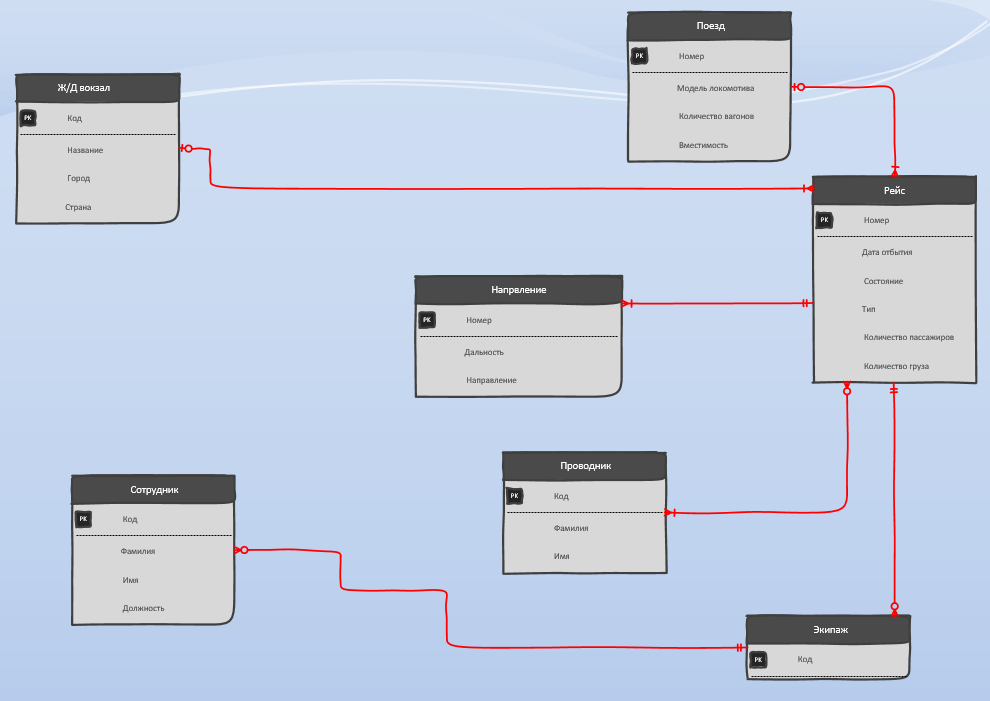 Поезд
PK Номер
Модель локомотива
Количество вагонов
Вместимость
Ж/Д вокзал
PK Код
Название
Город
Страна
Рейс
PK Номер
Дата отбытия
Состояние
Тип
Количество пассажиров
Количество груза
Напрвление
PK Номер
Дальность
Направление
Проводник
PK Код
Фамилия
Имя
Сотрудник
PK Код
Фамилия
Имя
Должность
Экипаж
PK Код